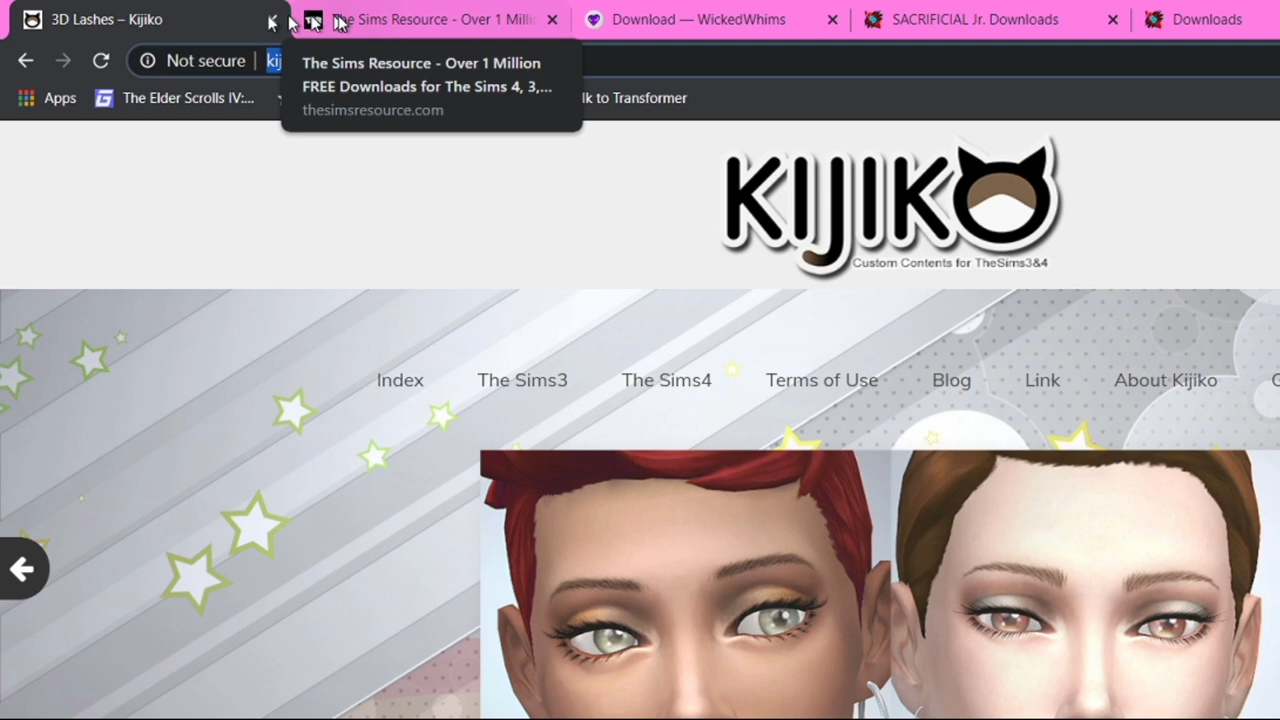 3D Lashes – Kijiko
The Sims Resource - Over 1 Milli
Download — WickedWhims
SACRIFICIAL Jr. Downloads
Downloads
Not secure
kij
The Sims Resource - Over 1 Million
FREE Downloads for The Sims 4, 3,...
thesimsresource.com
Apps
The Elder Scrolls IV:...
lk to Transformer
KIJIKO
Custom Contents for TheSims3&4
Index
The Sims3
The Sims4
Terms of Use
Blog
Link
About Kijiko